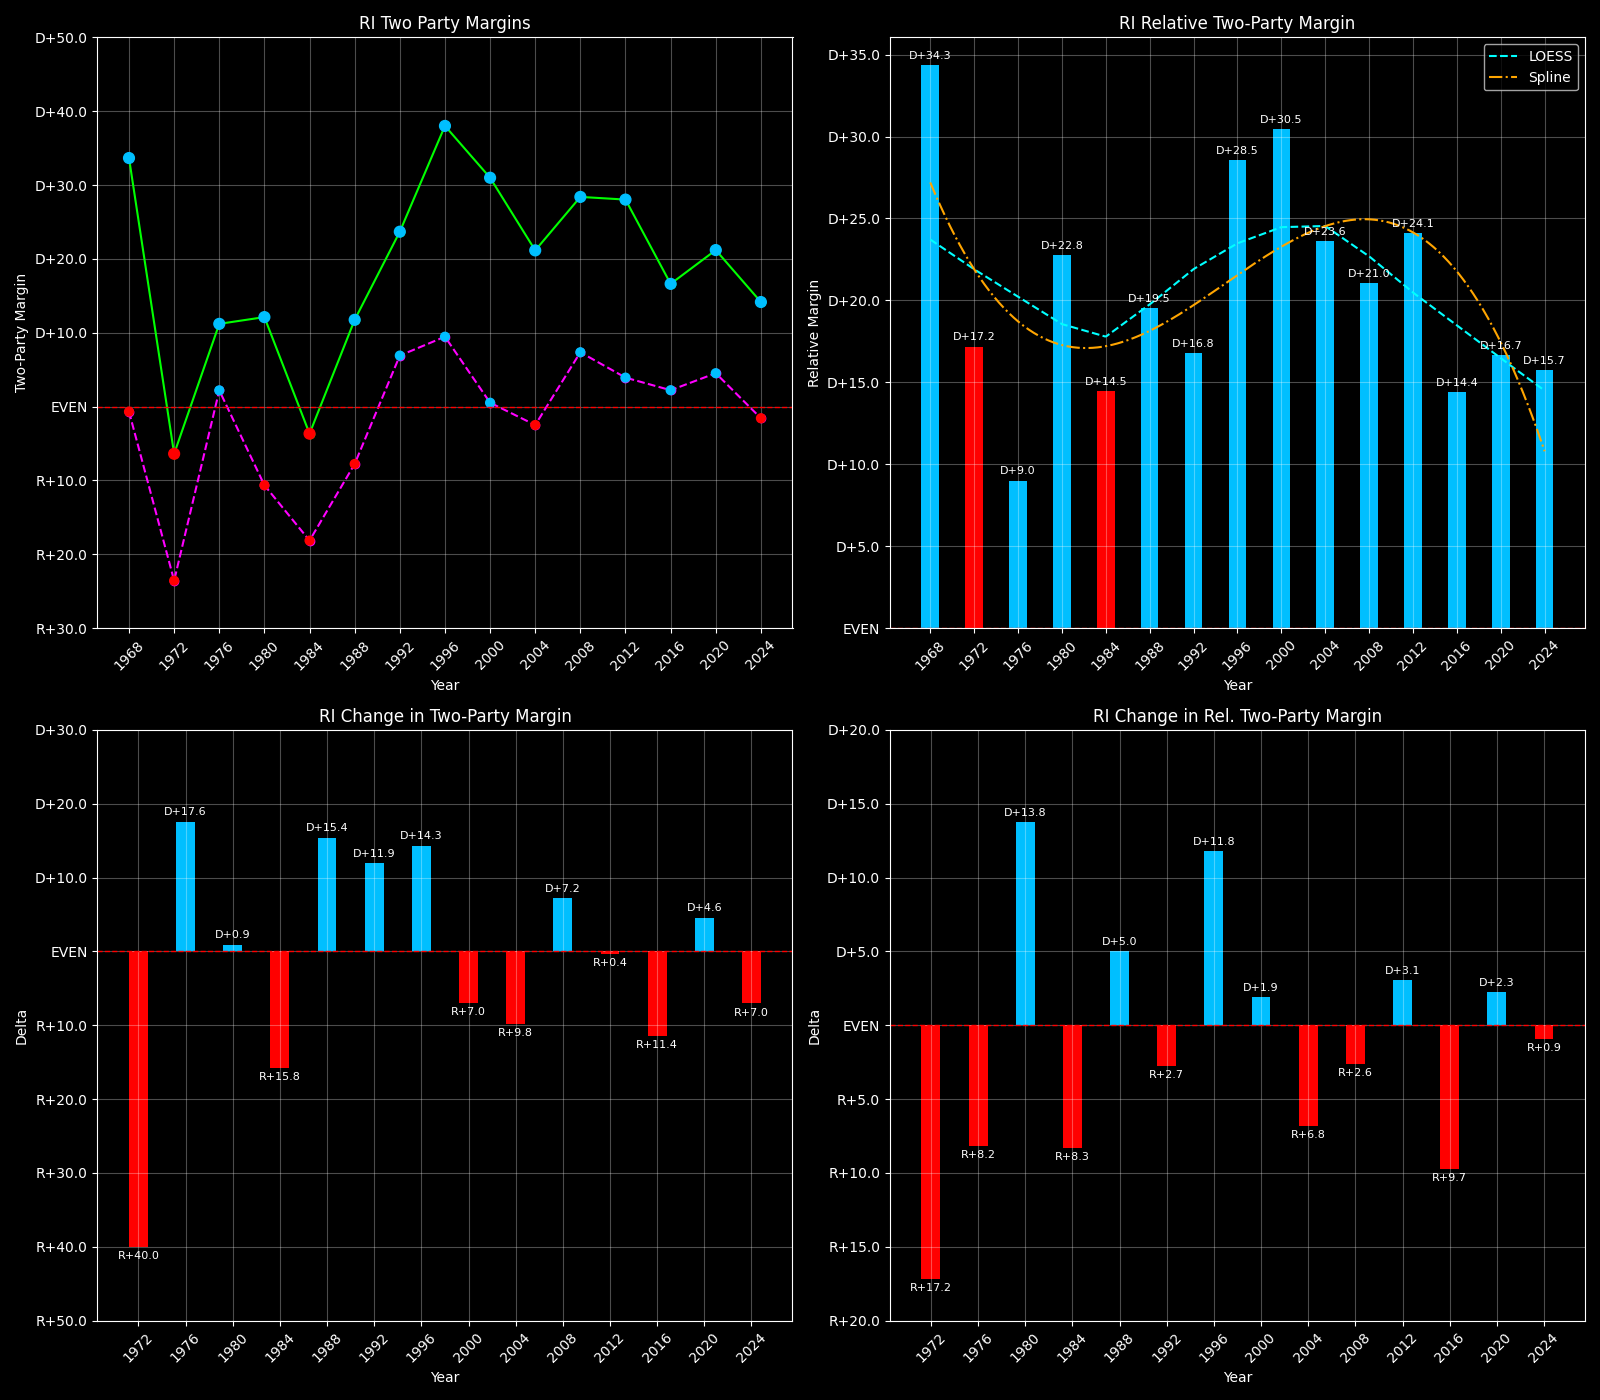 RI Two Party Margins
D+50.0
D+40.0
D+30.0
D+20.0
D+10.0
EVEN
R+10.0
R+20.0
R+30.0
Two-Party Margin
1968 1972 1976 1980 1984 1988 1992 1996 2000 2004 2008 2012 2016 2020 2024
Year
RI Relative Two-Party Margin
LOESS
Spline
D+35.0
D+30.0
D+25.0
D+20.0
D+15.0
D+10.0
D+5.0
EVEN
Relative Margin
D+34.3
D+17.2
D+9.0
D+22.8
D+14.5
D+19.5
D+16.8
D+28.5
D+30.5
D+23.6
D+21.0
D+24.1
D+14.4
D+16.7
D+15.7
1968 1972 1976 1980 1984 1988 1992 1996 2000 2004 2008 2012 2016 2020 2024
Year
RI Change in Two-Party Margin
D+30.0
D+20.0
D+10.0
EVEN
R+10.0
R+20.0
R+30.0
R+40.0
R+50.0
Delta
R+40.0
D+17.6
D+0.9
R+15.8
D+15.4
D+11.9
D+14.3
R+7.0
R+9.8
D+7.2
R+0.4
R+11.4
D+4.6
R+7.0
1972 1976 1980 1984 1988 1992 1996 2000 2004 2008 2012 2016 2020 2024
Year
RI Change in Rel. Two-Party Margin
D+20.0
D+15.0
D+10.0
D+5.0
EVEN
R+5.0
R+10.0
R+15.0
R+20.0
Delta
R+17.2
R+8.2
D+13.8
R+8.3
D+5.0
R+2.7
D+11.8
D+1.9
R+6.8
R+2.6
D+3.1
R+9.7
D+2.3
R+0.9
1972 1976 1980 1984 1988 1992 1996 2000 2004 2008 2012 2016 2020 2024
Year